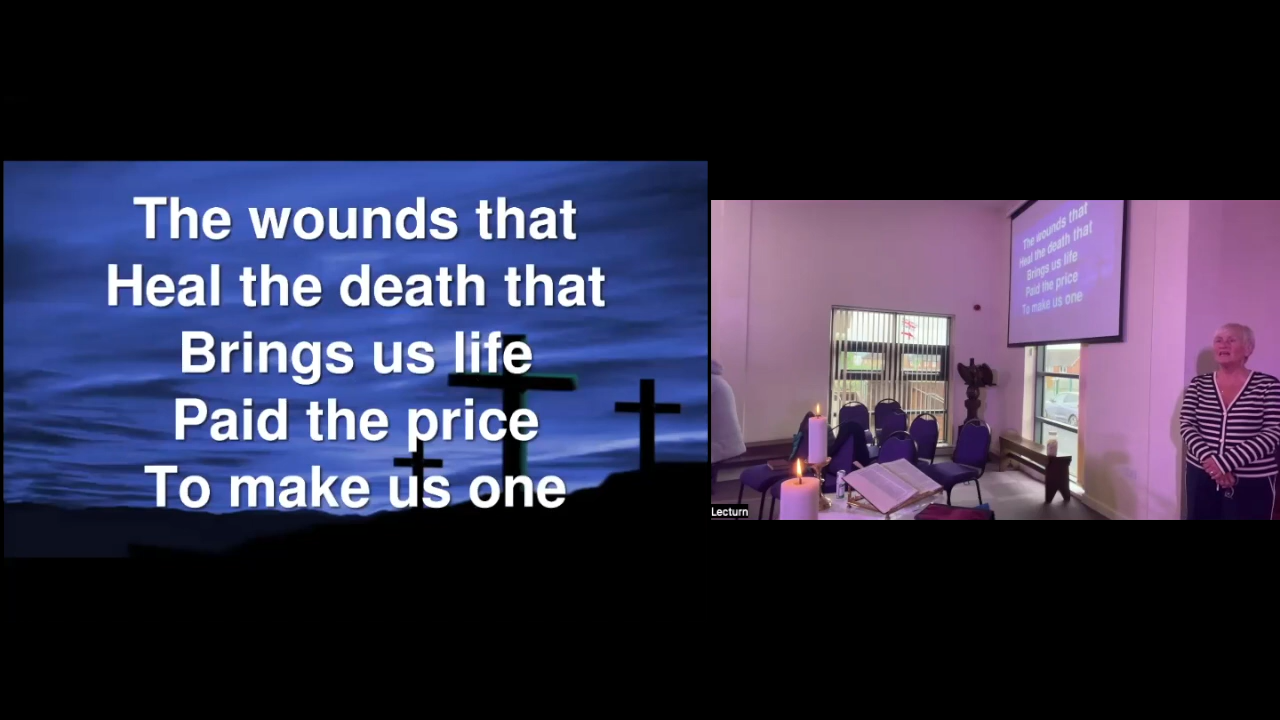 The wounds that
Heal the death that
Brings us life
Paid the price
To make us one
The wounds that
Heal the death that
Brings us life
Paid the price
To make us one
Lecturn